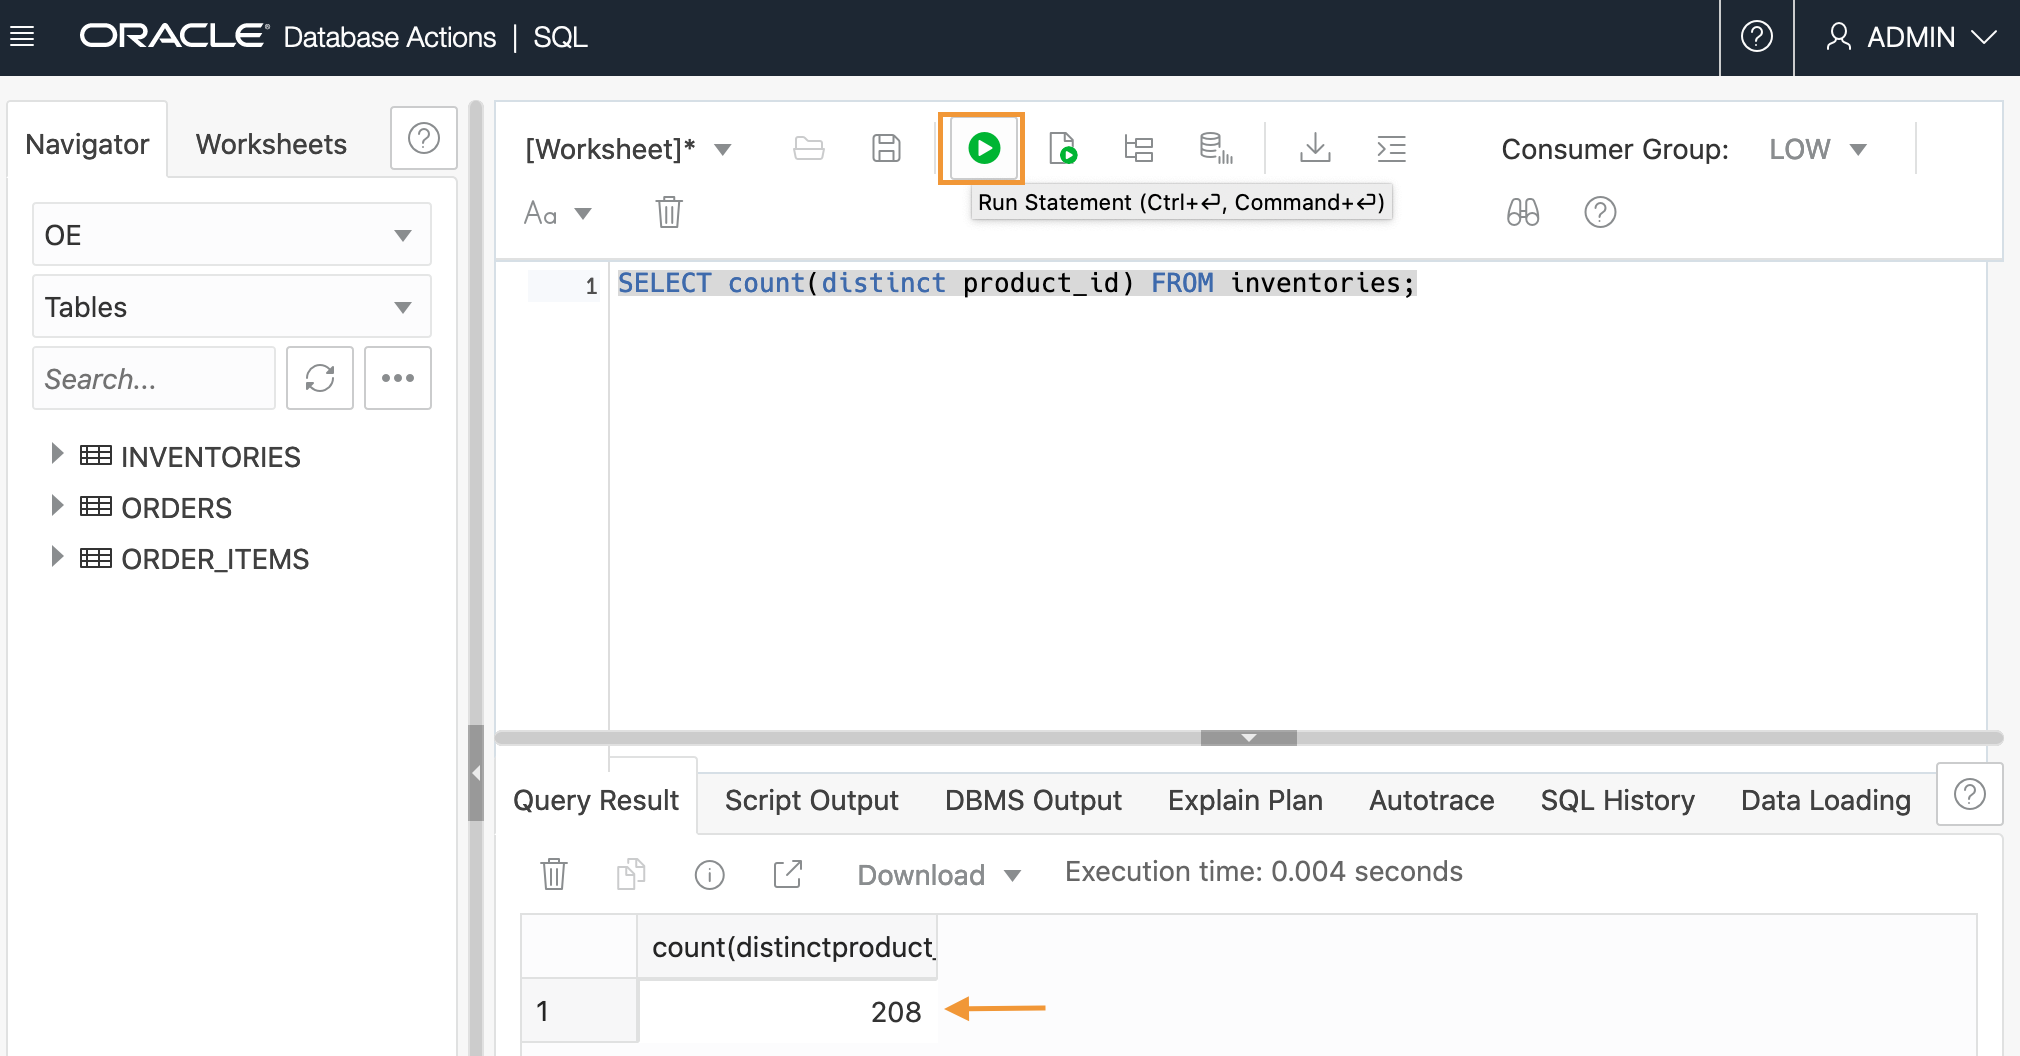 ORACLE® Database Actions | SQL
ADMIN
Navigator
Worksheets
OE
Tables
Search...
INVENTORIES
ORDERS
ORDER_ITEMS
[Worksheet]*
Consumer Group: LOW
Aa
Run Statement (Ctrl+⏎, Command+⏎)
1 SELECT count(distinct product_id) FROM inventories;
Query Result
Script Output
DBMS Output
Explain Plan
Autotrace
SQL History
Data Loading
Download
Execution time: 0.004 seconds
count(distinctproduct_
1 208